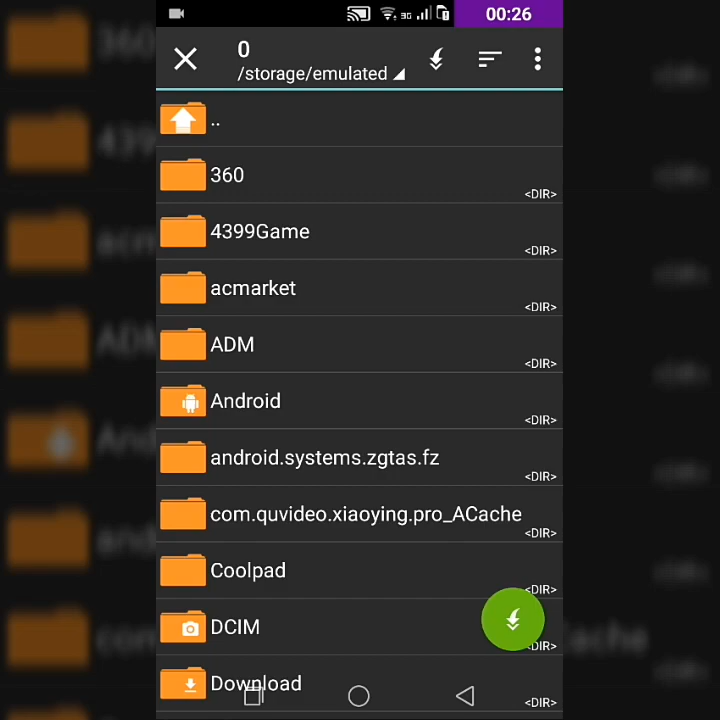 3G 00:26
0
/storage/emulated
..
360
<DIR>
4399Game
<DIR>
acmarket
<DIR>
ADM
<DIR>
Android
<DIR>
android.systems.zgtas.fz
<DIR>
com.quvideo.xiaoying.pro_ACache
<DIR>
Coolpad
<DIR>
DCIM
<DIR>
Download
<DIR>